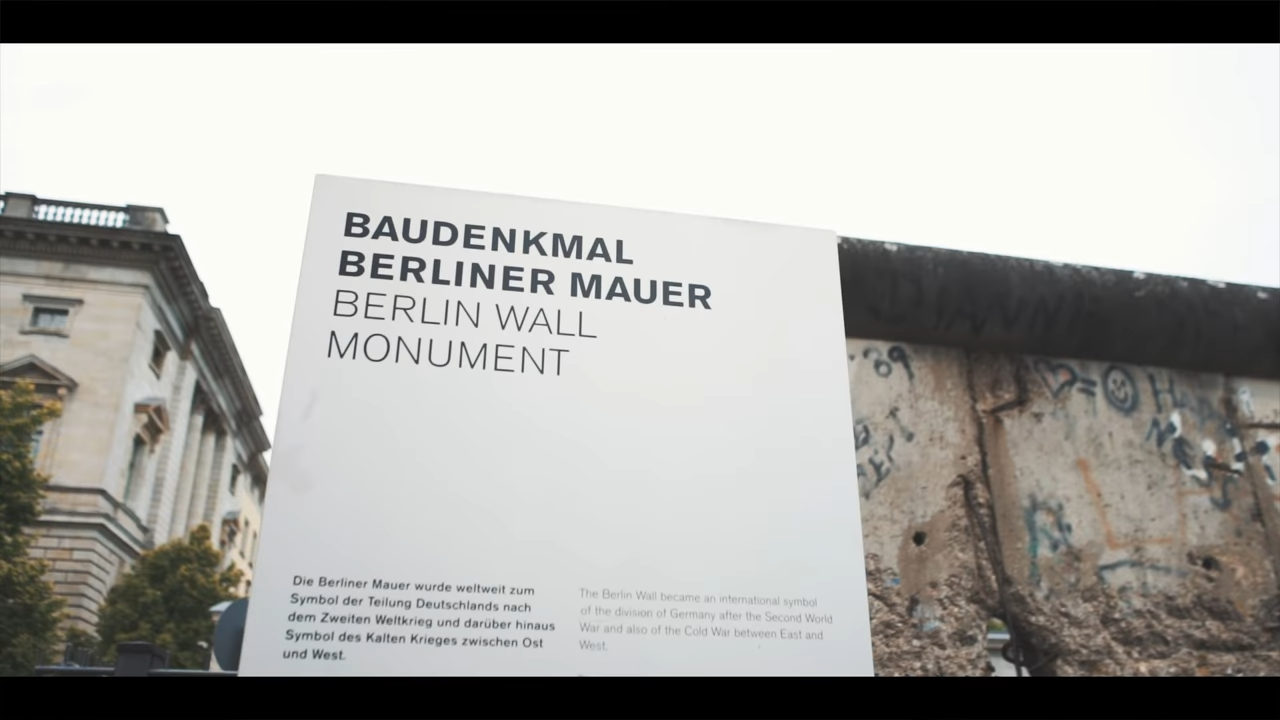 BAUDENKMAL
BERLINER MAUER
BERLIN WALL
MONUMENT
Die Berliner Mauer wurde weltweit zum
Symbol der Teilung Deutschlands nach
dem Zweiten Weltkrieg und darüber hinaus
Symbol des Kalten Krieges zwischen Ost
und West.
The Berlin Wall became an international symbol
of the division of Germany after the Second World
War and also of the Cold War between East and
West.